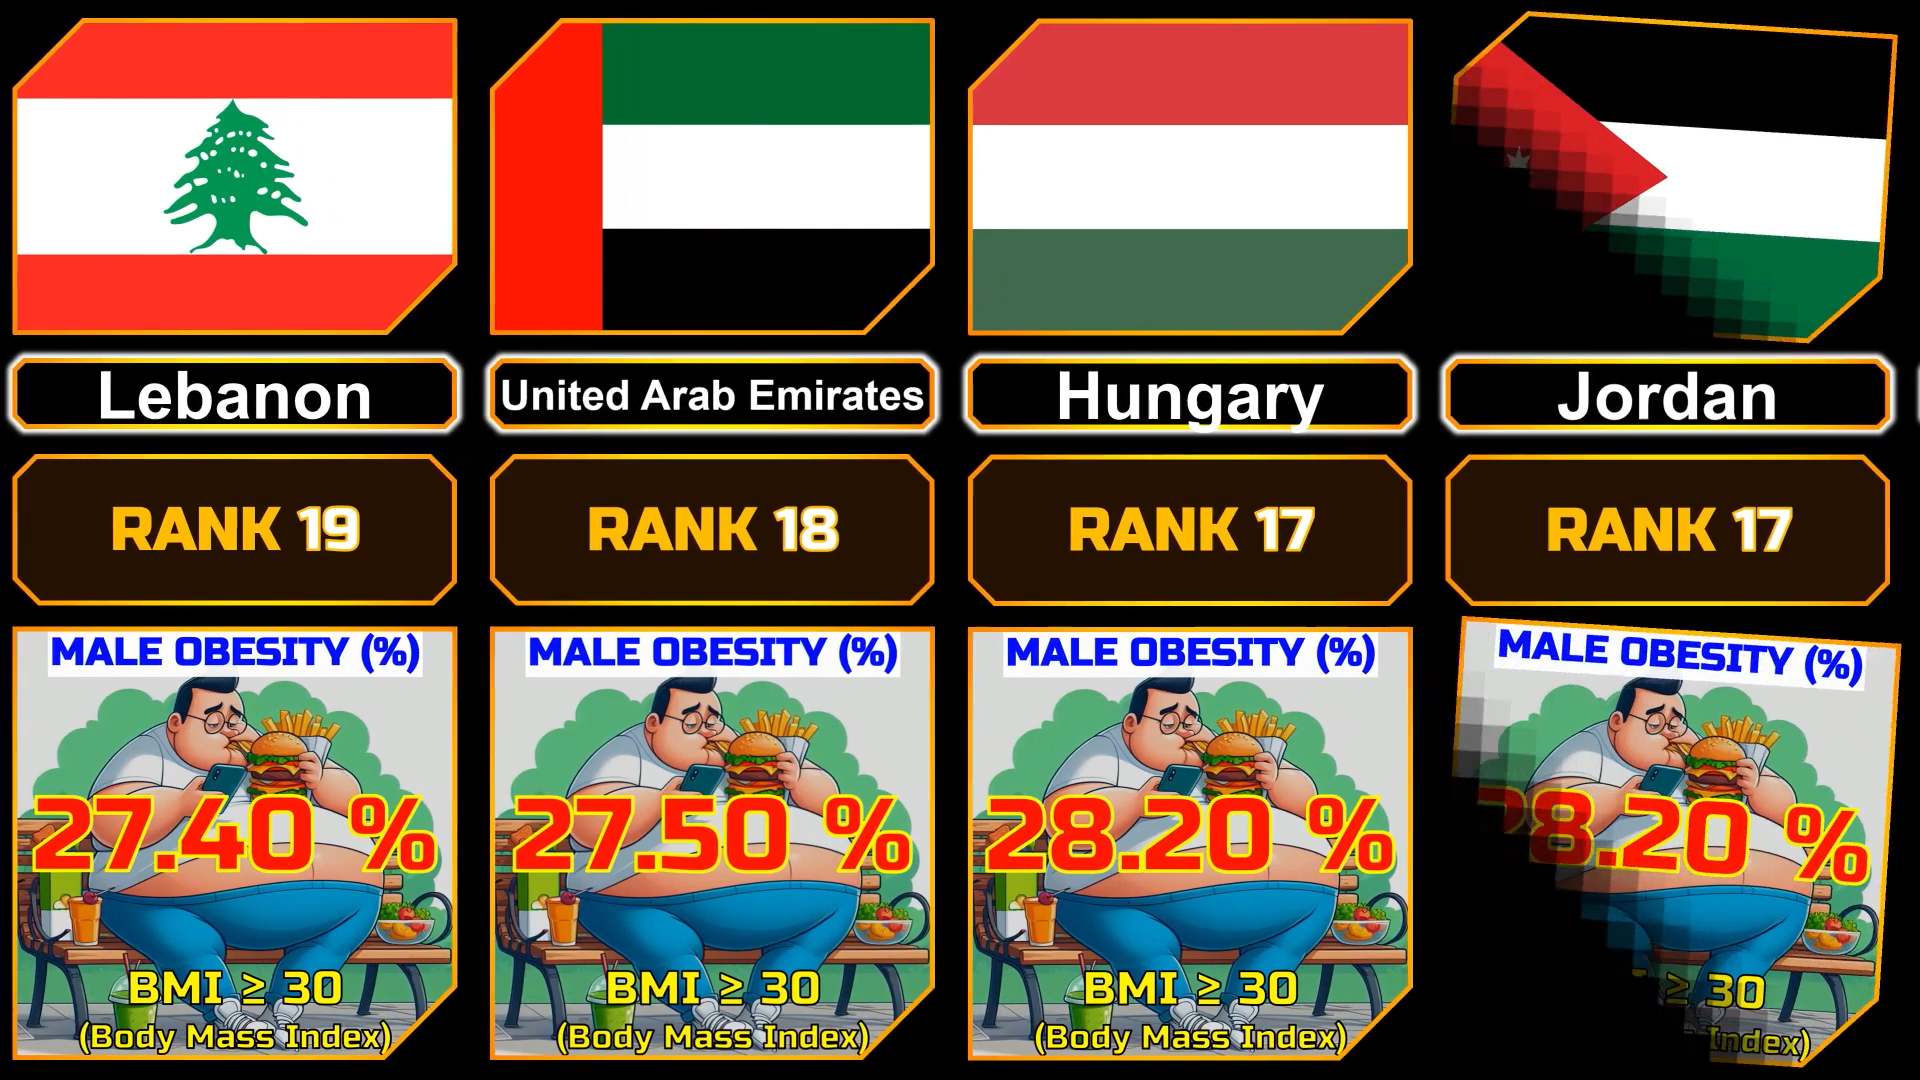 Lebanon
RANK 19
MALE OBESITY (%)
27.40 %
BMI ≥ 30
(Body Mass Index)
United Arab Emirates
RANK 18
MALE OBESITY (%)
27.50 %
BMI ≥ 30
(Body Mass Index)
Hungary
RANK 17
MALE OBESITY (%)
28.20 %
BMI ≥ 30
(Body Mass Index)
Jordan
RANK 17
MALE OBESITY (%)
28.20 %
≥ 30
Index)